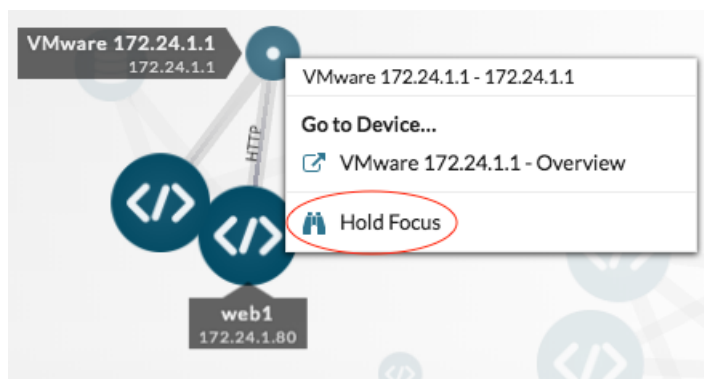 VMware 172.24.1.1
172.24.1.1
HTTP
VMware 172.24.1.1 - 172.24.1.1
Go to Device...
VMware 172.24.1.1 - Overview
Hold Focus
</>
</>
web1
172.24.1.80
</>
</>
</>